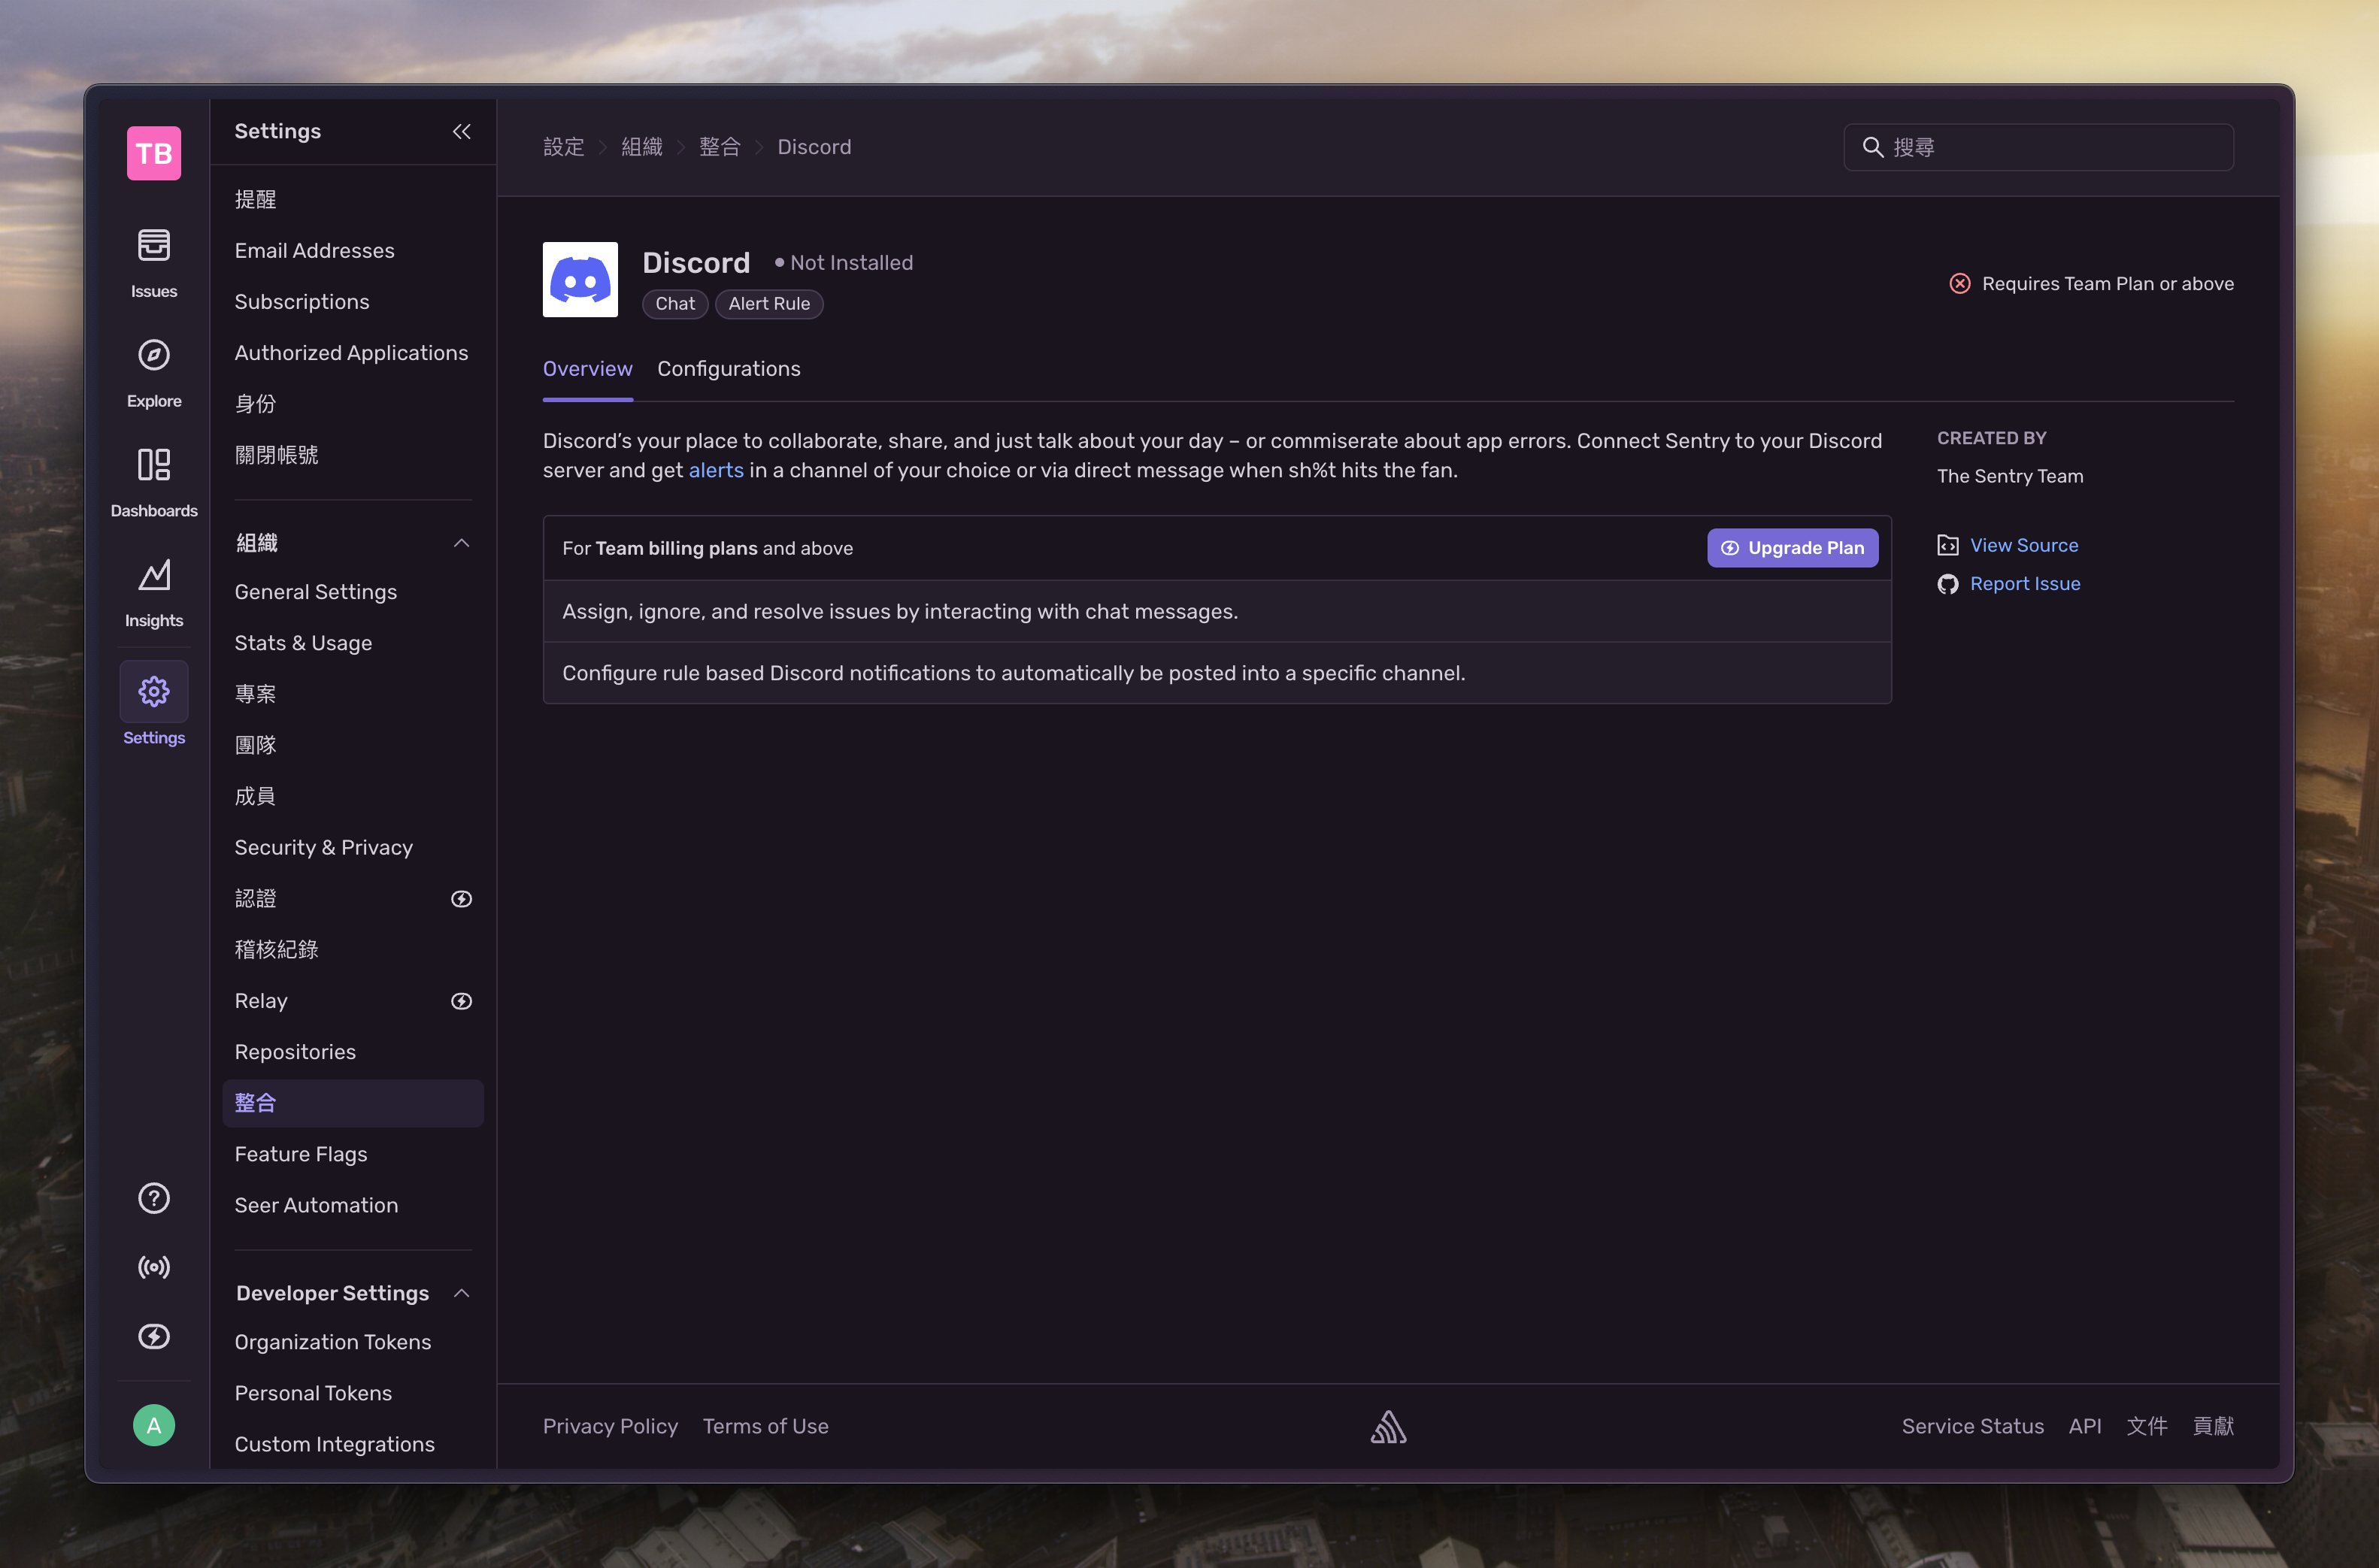 TB
Issues
Explore
Dashboards
Insights
Settings
A
Settings
提醒
Email Addresses
Subscriptions
Authorized Applications
身份
關閉帳號
組織
General Settings
Stats & Usage
專案
團隊
成員
Security & Privacy
認證
稽核紀錄
Relay
Repositories
整合
Feature Flags
Seer Automation
Developer Settings
Organization Tokens
Personal Tokens
Custom Integrations
設定 組織 整合 Discord
搜尋
Discord Not Installed
Chat Alert Rule
Requires Team Plan or above
Overview Configurations
Discord’s your place to collaborate, share, and just talk about your day – or commiserate about app errors. Connect Sentry to your Discord
server and get alerts in a channel of your choice or via direct message when sh%t hits the fan.
For Team billing plans and above
Upgrade Plan
Assign, ignore, and resolve issues by interacting with chat messages.
Configure rule based Discord notifications to automatically be posted into a specific channel.
CREATED BY
The Sentry Team
View Source
Report Issue
Privacy Policy Terms of Use
Service Status API 文件 貢獻